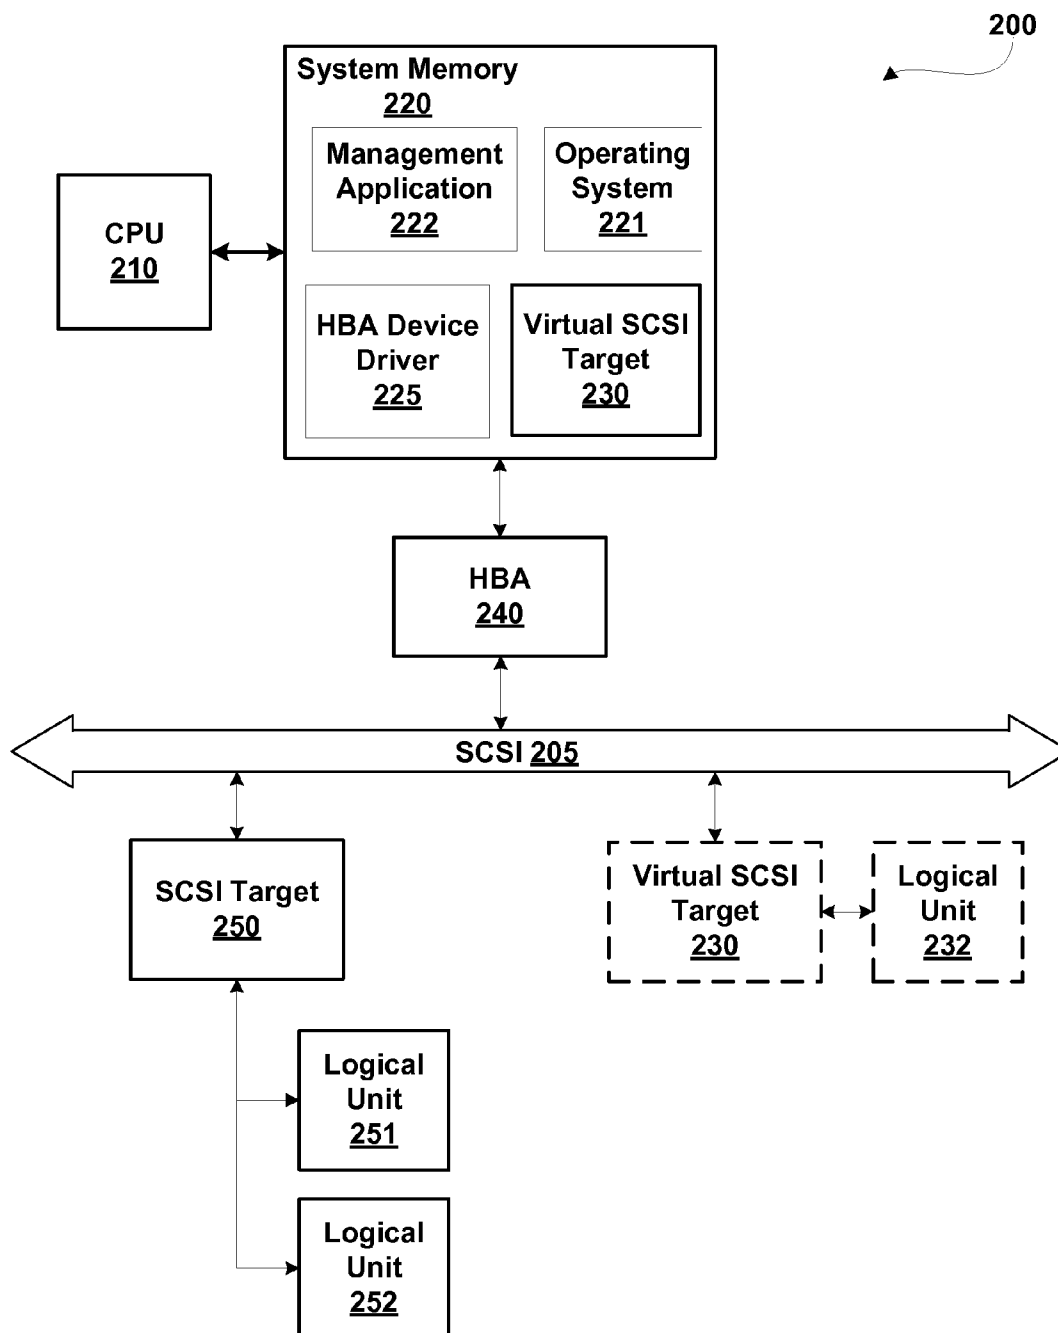 200
System Memory
220
Management
Application
222
Operating
System
221
CPU
210
HBA Device
Driver
225
Virtual SCSI
Target
230
HBA
240
SCSI 205
SCSI Target
250
Virtual SCSI
Target
230
Logical
Unit
232
Logical
Unit
251
Logical
Unit
252